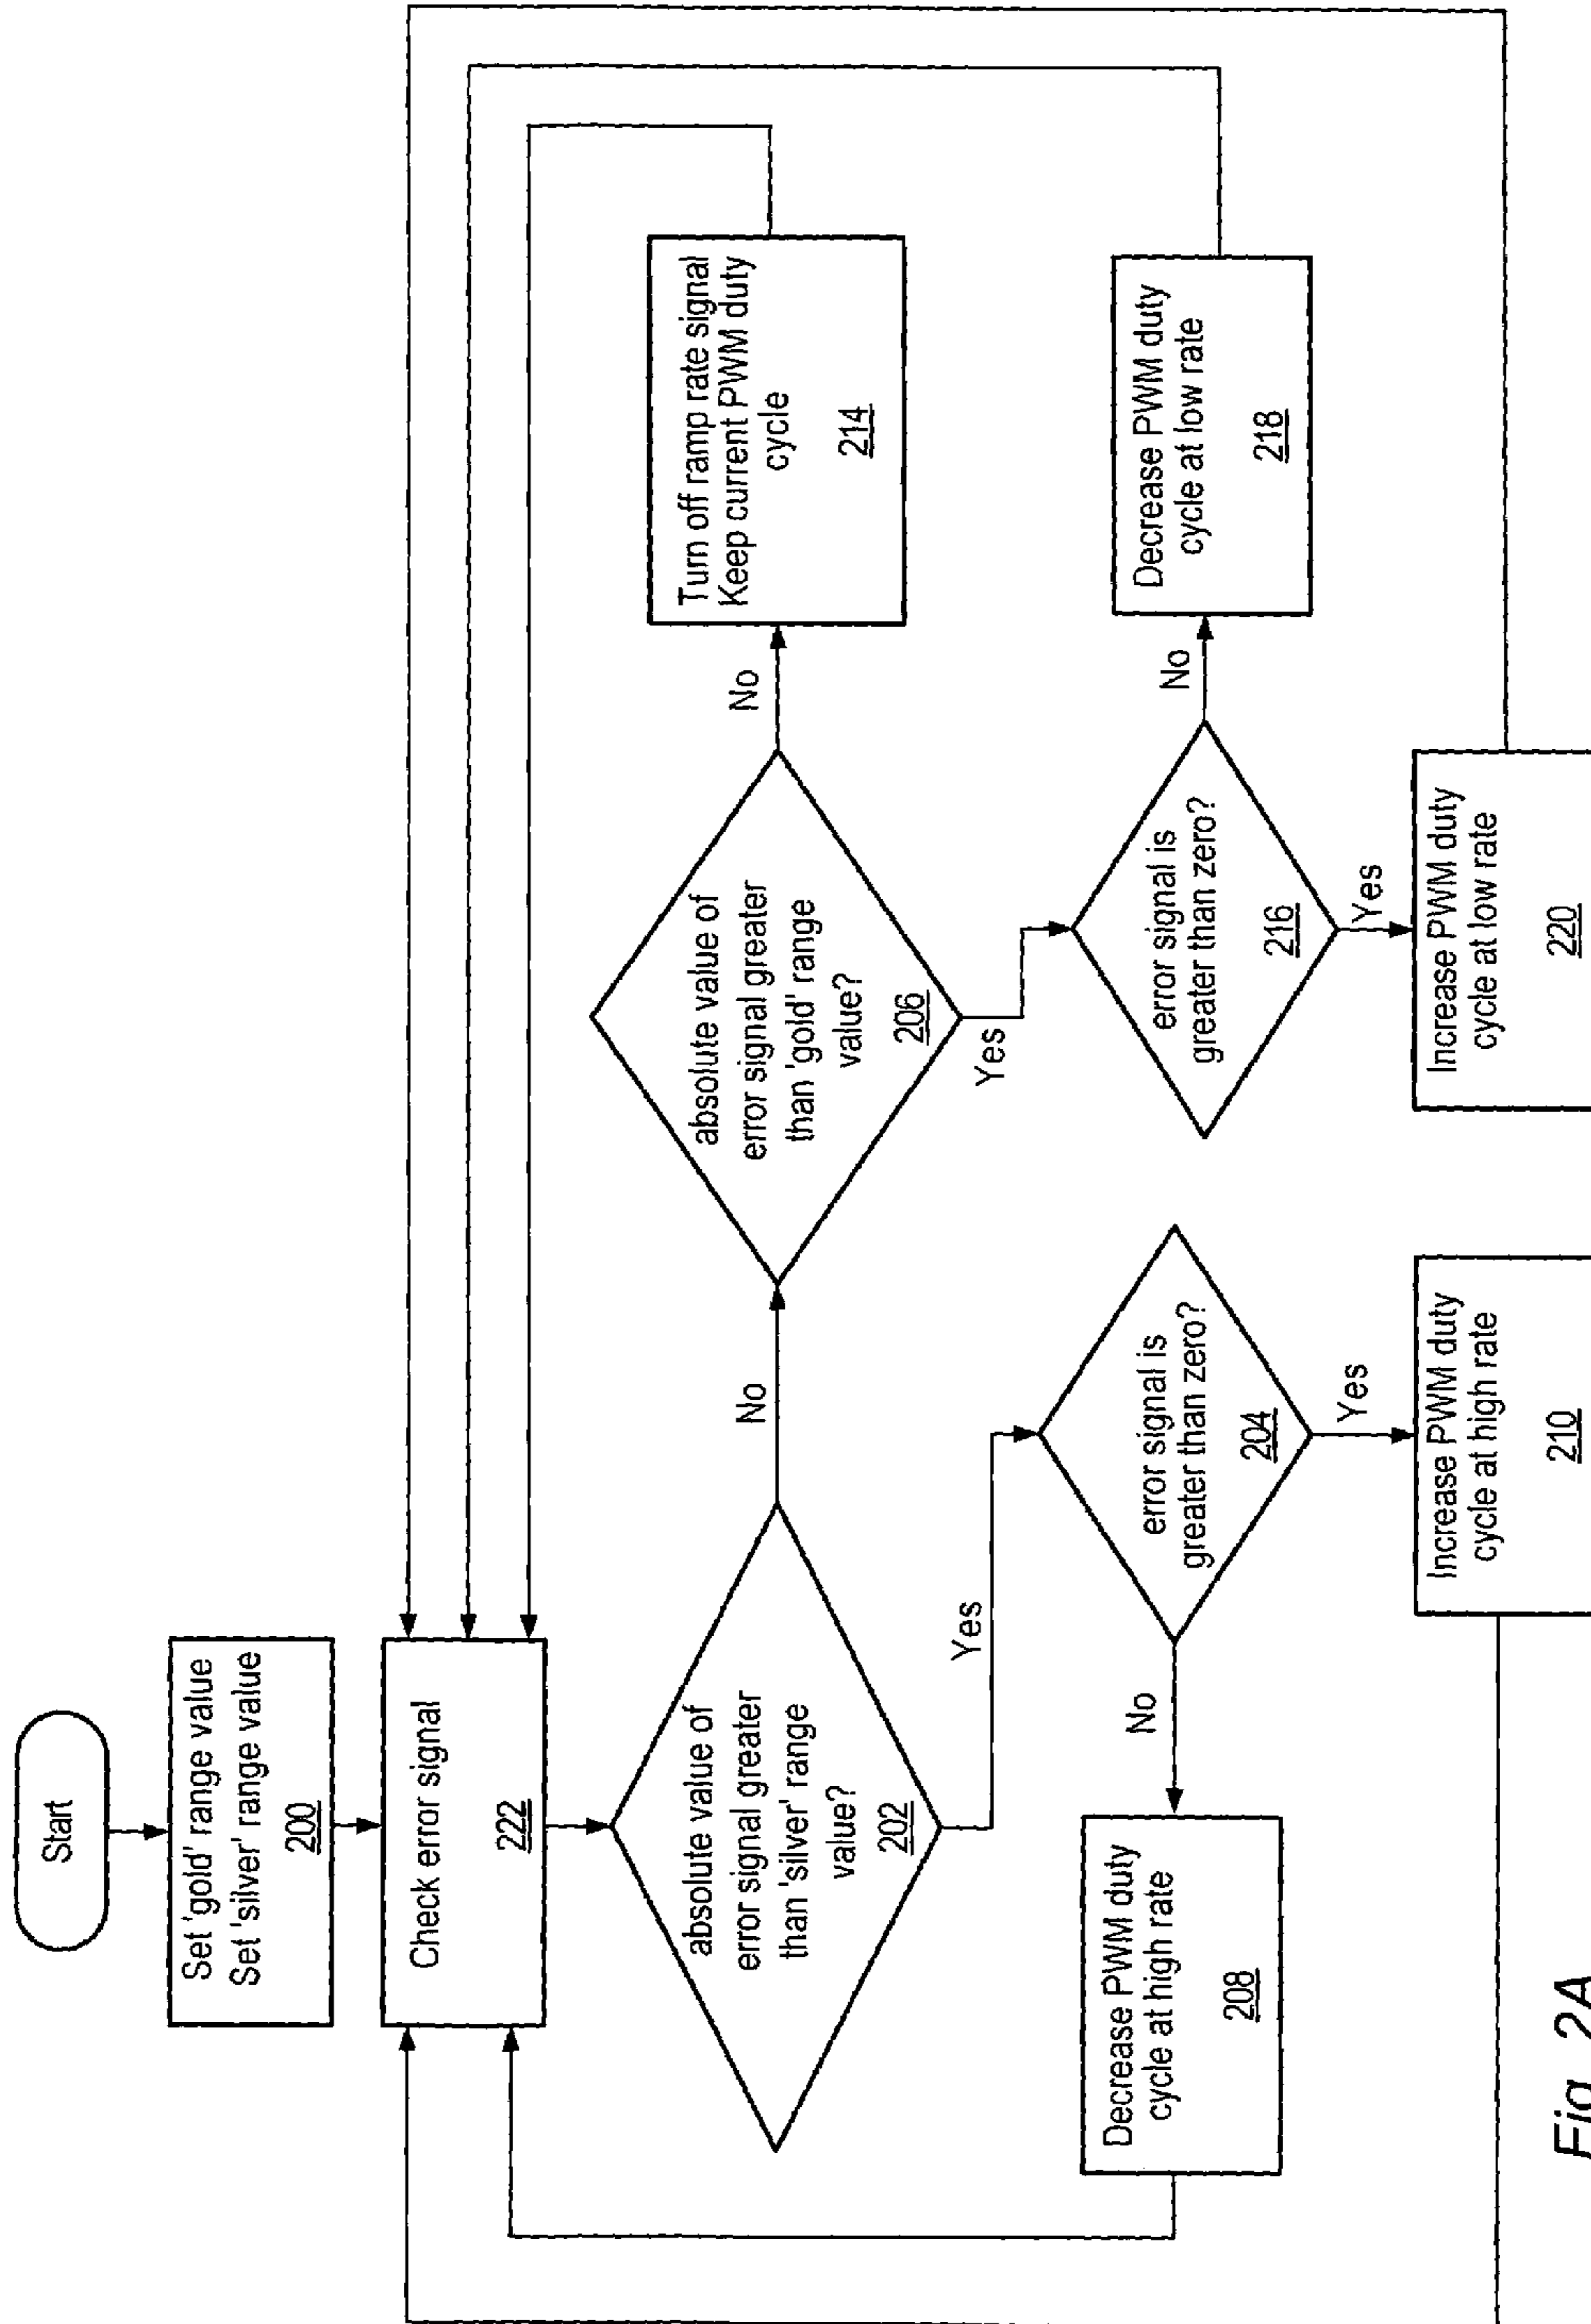 Start
Set 'gold' range value
Set 'silver' range value
200
Check error signal
222
absolute value of
error signal greater
than 'silver' range
value?
202
No
Yes
absolute value of
error signal greater
than 'gold' range
value?
206
No
Yes
Turn off ramp rate signal
Keep current PWM duty
cycle
214
error signal is
greater than zero?
204
No
Yes
Decrease PWM duty
cycle at high rate
208
Increase PWM duty
cycle at high rate
210
error signal is
greater than zero?
216
No
Yes
Decrease PWM duty
cycle at low rate
218
Increase PWM duty
cycle at low rate
220
Fig. 2A